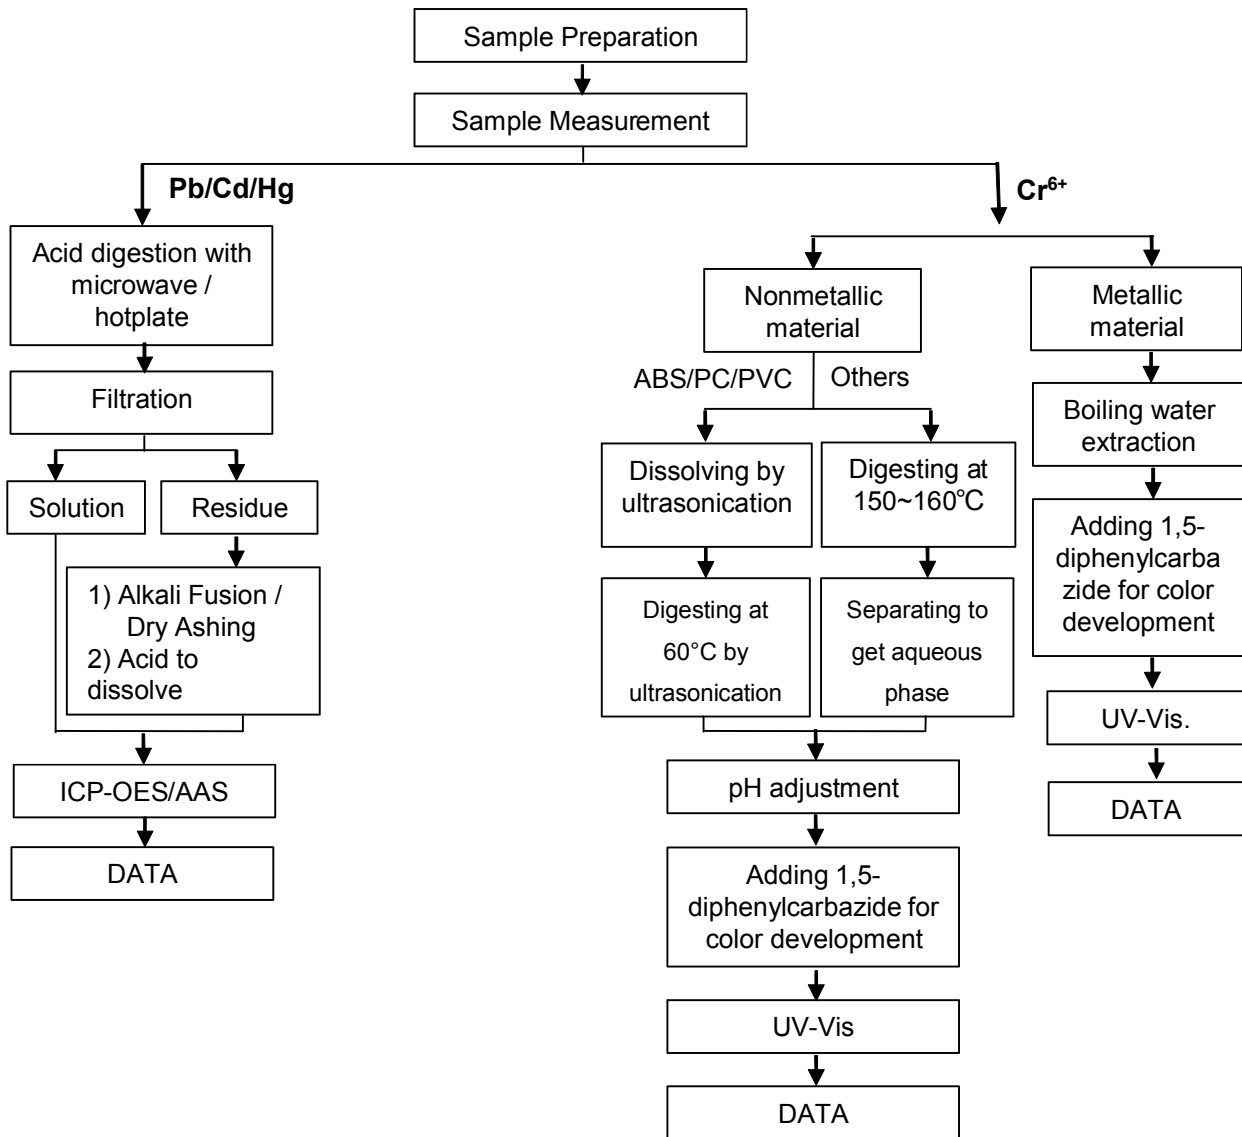 Sample Preparation
Sample Measurement
Pb/Cd/Hg
Cr⁶⁺
Acid digestion with
microwave /
hotplate
Filtration
Solution
Residue
1) Alkali Fusion /
Dry Ashing
2) Acid to
dissolve
ICP-OES/AAS
DATA
Nonmetallic
material
ABS/PC/PVC
Others
Dissolving by
ultrasonication
Digesting at
150~160℃
Digesting at
60°C by
ultrasonication
Separating to
get aqueous
phase
pH adjustment
Adding 1,5-
diphenylcarbazide for
color development
UV-Vis
DATA
Metallic
material
Boiling water
extraction
Adding 1,5-
diphenylcarba
zide for color
development
UV-Vis.
DATA